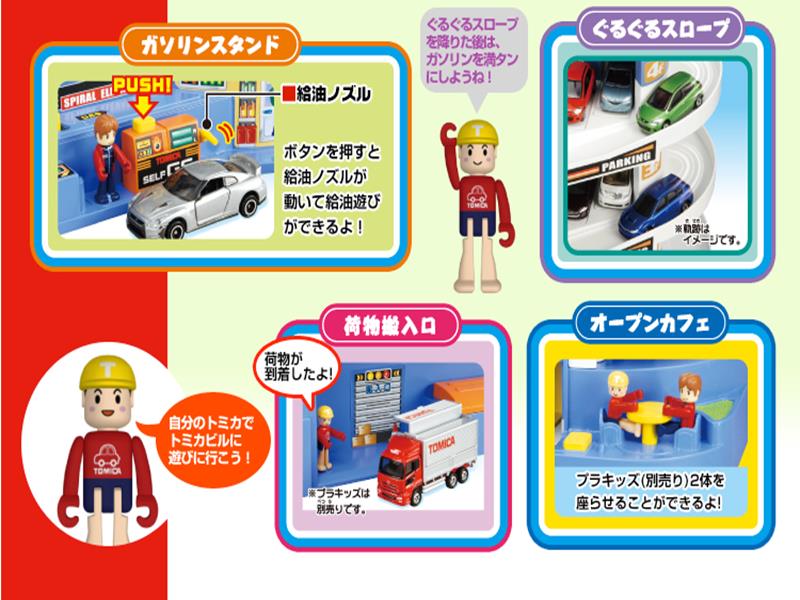 ガソリンスタンド
PUSH!
■給油ノズル
SPIRAL
TOMICA
SELF GS
ボタンを押すと
給油ノズルが
動いて給油遊び
ができるよ!
ぐるぐるスロープ
を降りた後は、
ガソリンを満タン
にしようね!
T
TOMICA
ぐるぐるスロープ
PARKING
※軌跡は
イメージです。
自分のトミカで
トミカビルに
遊びに行こう!
T
TOMICA
荷物搬入口
荷物が
到着したよ!
TOMICA
※プラキッズは
別売りです。
オープンカフェ
プラキッズ(別売り)2体を
座らせることができるよ!